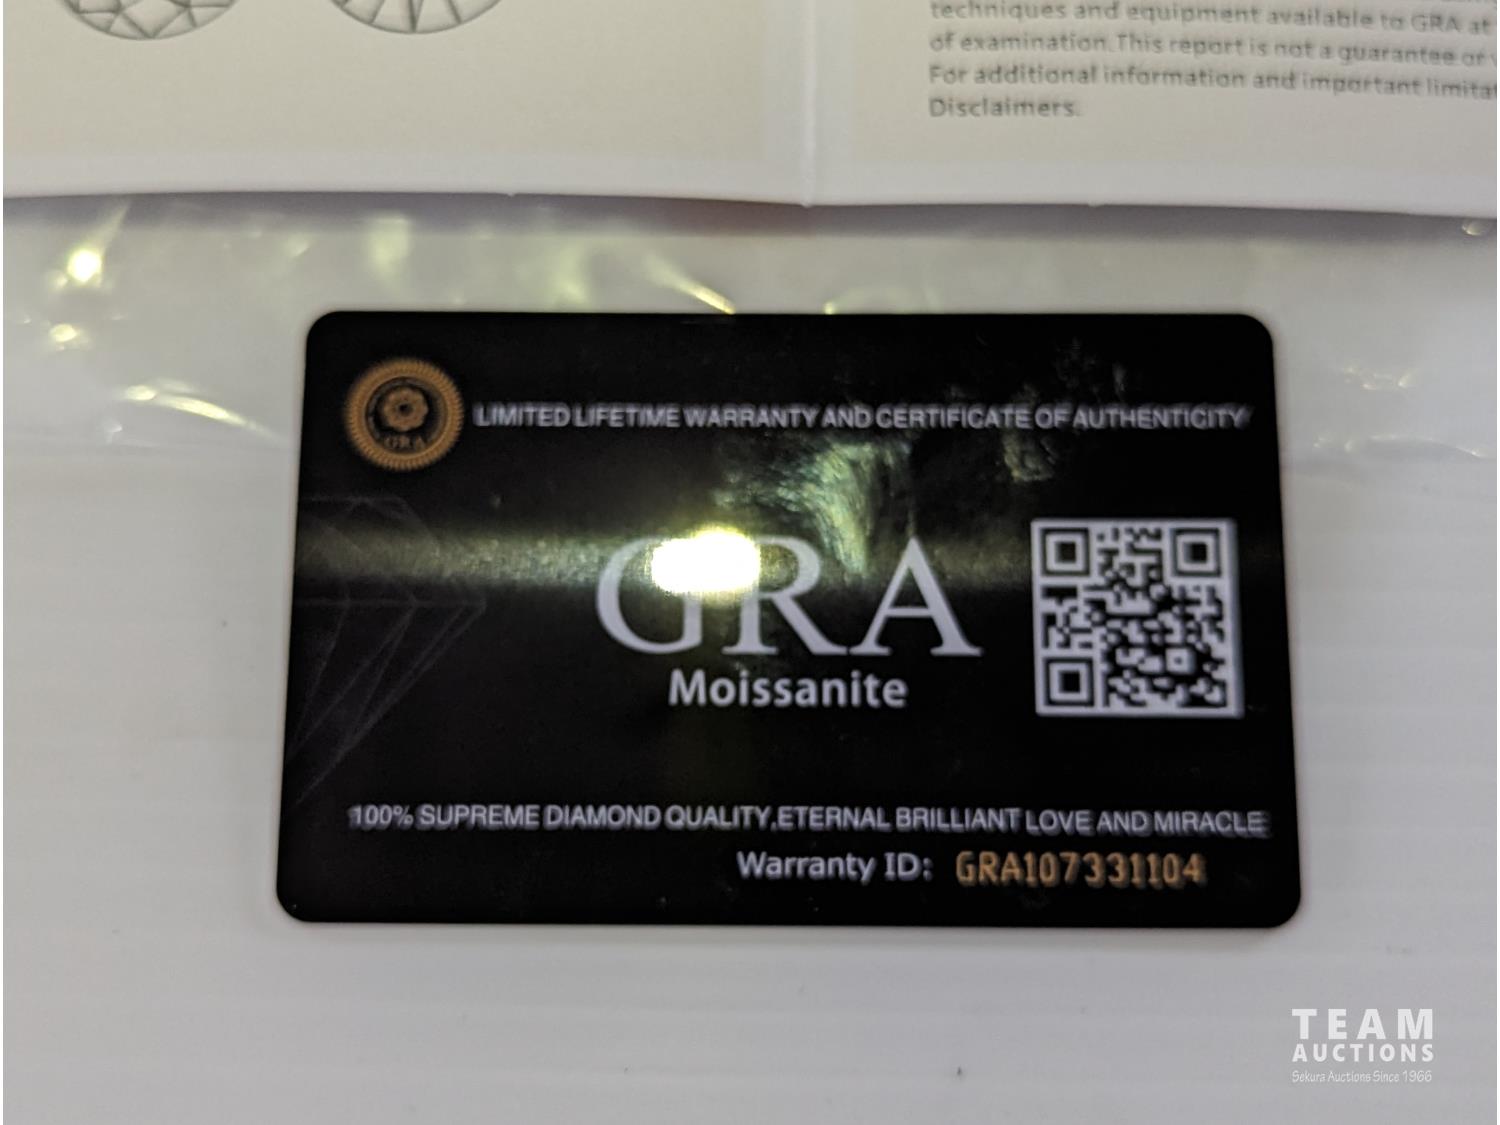 techniques and equipment available to GRA at
of examination.This report is not a guarantee or
For additional information and important
Disclaimers.
LIMITED LIFETIME WARRANTY AND CERTIFICATE OF AUTHENTICITY
GRA
GRA
Moissanite
100% SUPREME DIAMOND QUALITY,ETERNAL BRILLIANT LOVE AND MIRACLE
Warranty ID: GRA107331104
TEAM
AUCTIONS
Sekura Auctions Since 1966